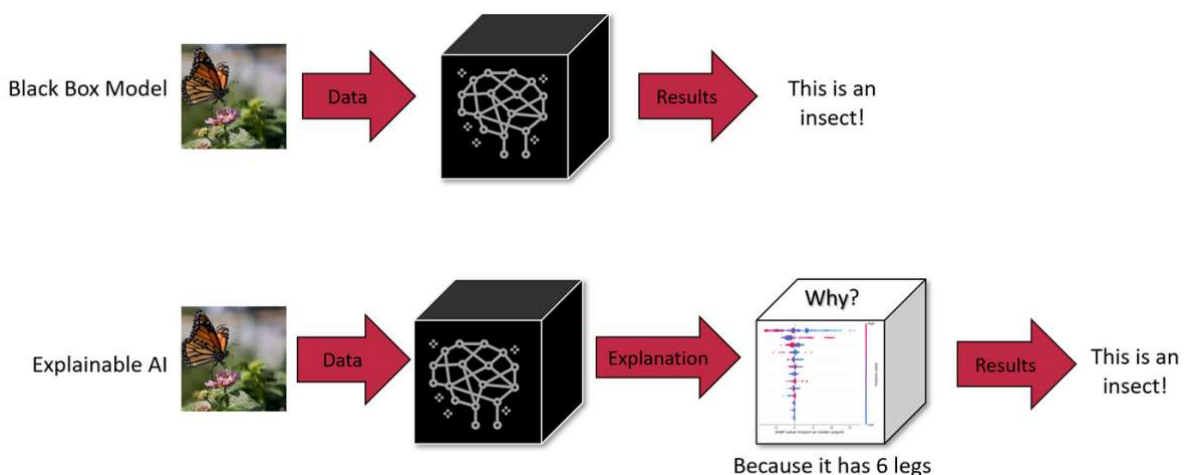 Black Box Model
Data
Results
This is an
insect!
Explainable AI
Data
Explanation
Why?
Because it has 6 legs
Results
This is an
insect!